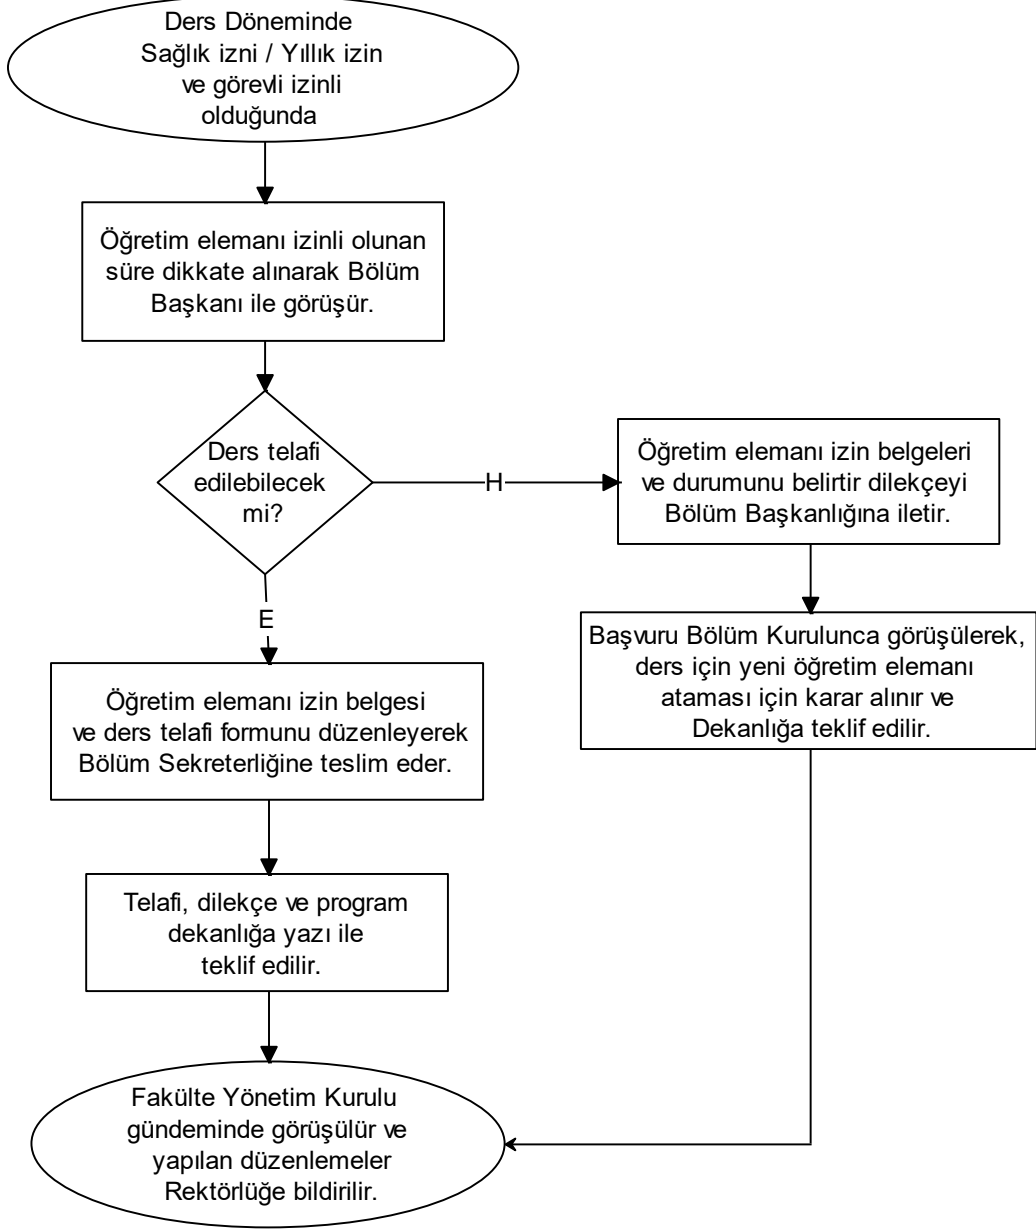 Ders Döneminde
Sağlık izni / Yıllık izin
ve görevli izinli
olduğunda
Öğretim elemanı izinli olunan
süre dikkate alınarak Bölüm
Başkanı ile görüşür.
Ders telafi
edilebilecek
mi?
H
Öğretim elemanı izin belgeleri
ve durumunu belirtir dilekçeyi
Bölüm Başkanlığına iletir.
Başvuru Bölüm Kurulunca görüşülerek,
ders için yeni öğretim elemanı
ataması için karar alınır ve
Dekanlığa teklif edilir.
E
Öğretim elemanı izin belgesi
ve ders telafi formunu düzenleyerek
Bölüm Sekreterliğine teslim eder.
Telafi, dilekçe ve program
dekanlığa yazı ile
teklif edilir.
Fakülte Yönetim Kurulu
gündeminde görüşülür ve
yapılan düzenlemeler
Rektörlüğe bildirilir.